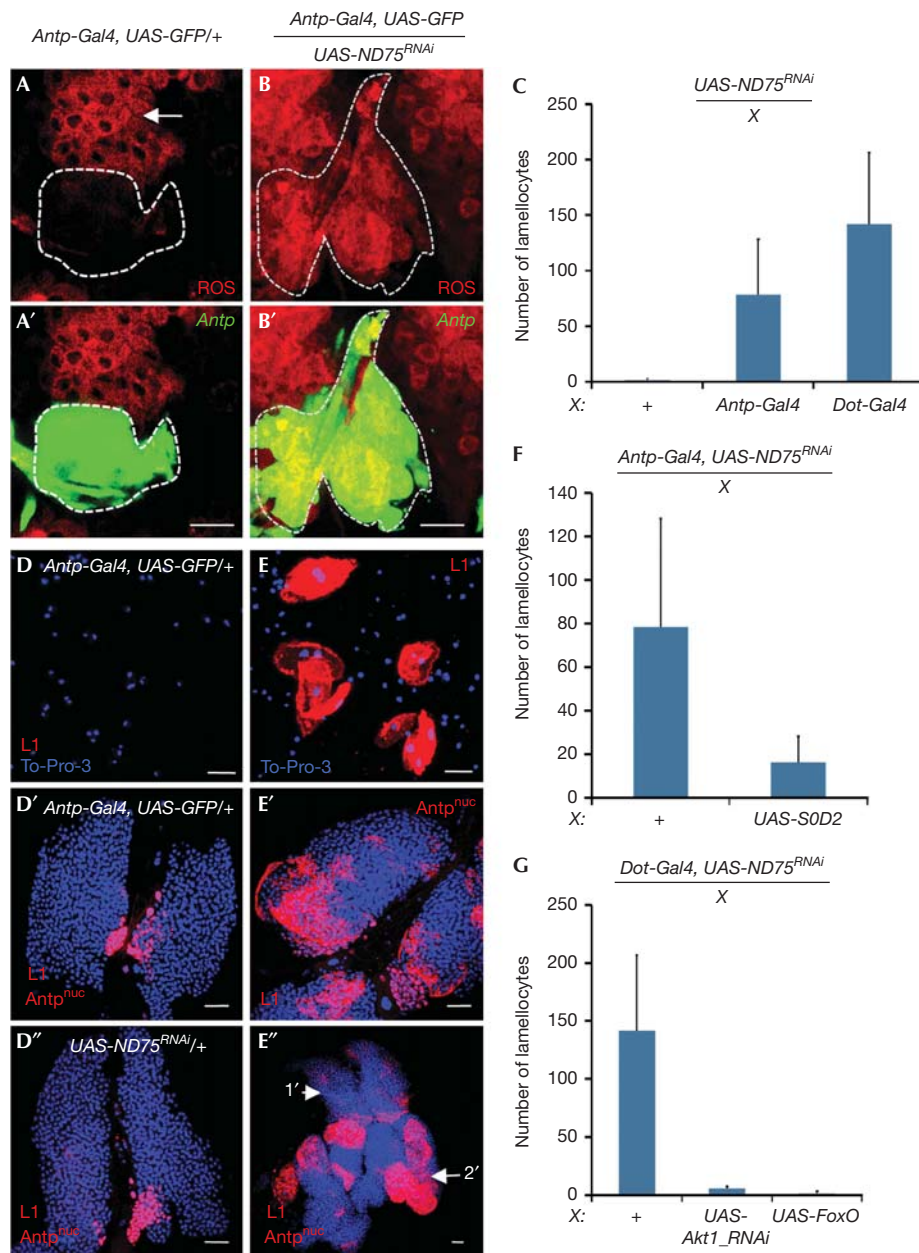 Antp-Gal4, UAS-GFP/+
Antp-Gal4, UAS-GFP
UAS-ND75RNAi
A
ROS
B
ROS
A′
Antp
B′
Antp
C
UAS-ND75RNAi
X
Number of lamellocytes
250
200
150
100
50
0
X:
+
Antp-Gal4
Dot-Gal4
D
Antp-Gal4, UAS-GFP/+
L1
To-Pro-3
E
L1
To-Pro-3
D′
Antp-Gal4, UAS-GFP/+
L1
Antpnuc
E′
Antpnuc
L1
D″
UAS-ND75RNAi/+
L1
Antpnuc
E″
1′
2′
L1
Antpnuc
F
Antp-Gal4, UAS-ND75RNAi
X
Number of lamellocytes
140
120
100
80
60
40
20
0
X:
+
UAS-S0D2
G
Dot-Gal4, UAS-ND75RNAi
X
Number of lamellocytes
250
200
150
100
50
0
X:
+
UAS-
Akt1_RNAi
UAS-FoxO